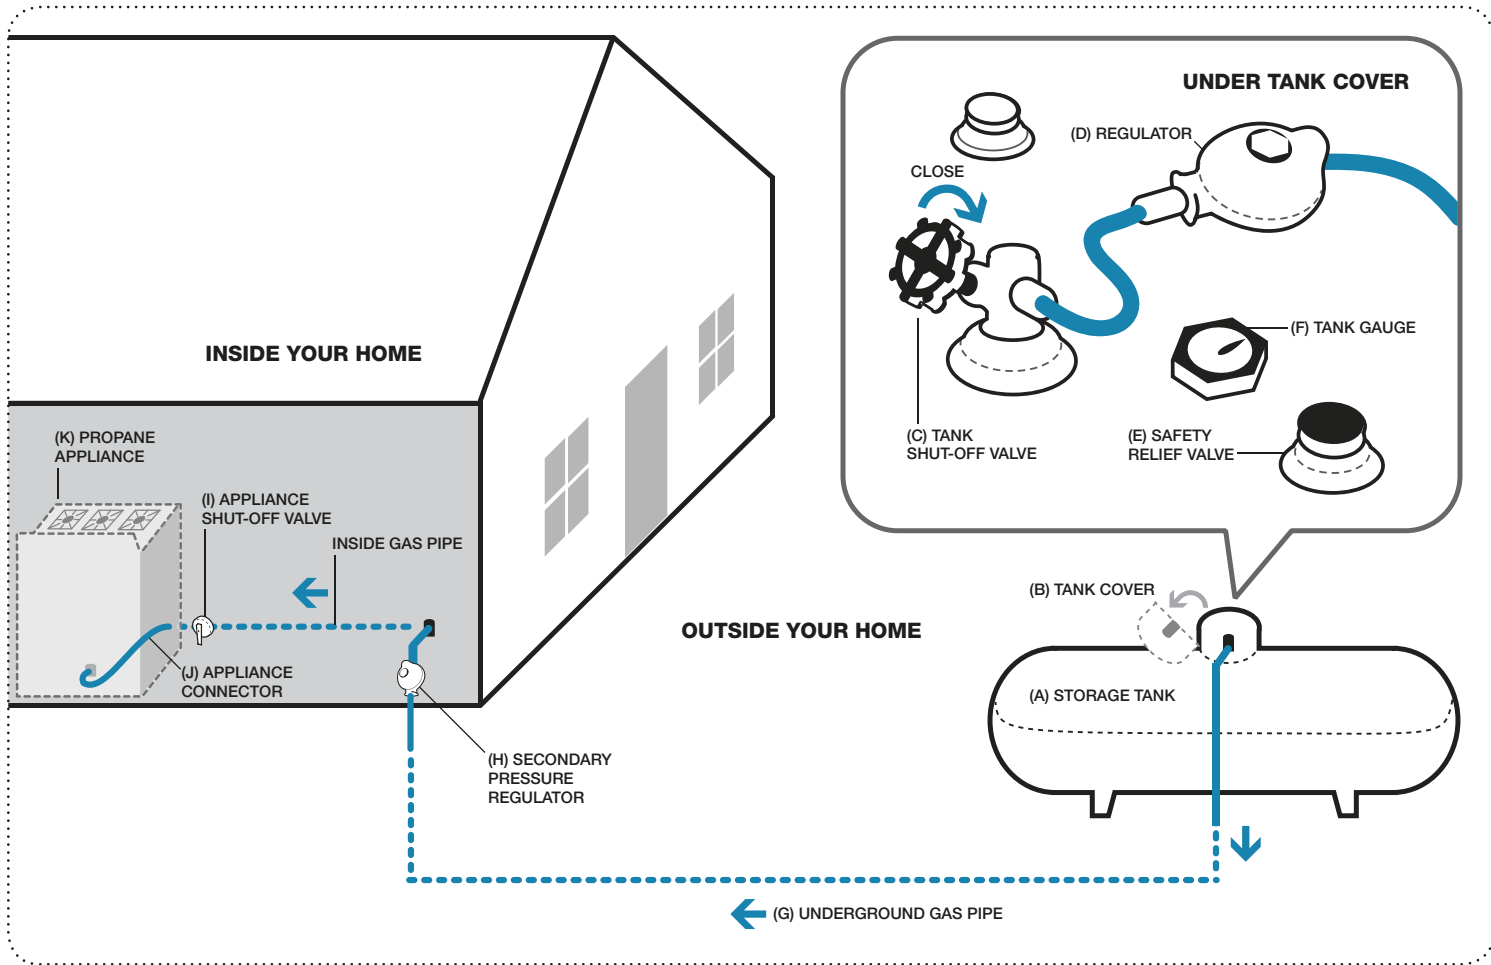 UNDER TANK COVER
(D) REGULATOR
CLOSE
(F) TANK GAUGE
(C) TANK
SHUT-OFF VALVE
(E) SAFETY
RELIEF VALVE
INSIDE YOUR HOME
(K) PROPANE
APPLIANCE
(I) APPLIANCE
SHUT-OFF VALVE
INSIDE GAS PIPE
(J) APPLIANCE
CONNECTOR
(H) SECONDARY
PRESSURE
REGULATOR
OUTSIDE YOUR HOME
(B) TANK COVER
(A) STORAGE TANK
(G) UNDERGROUND GAS PIPE